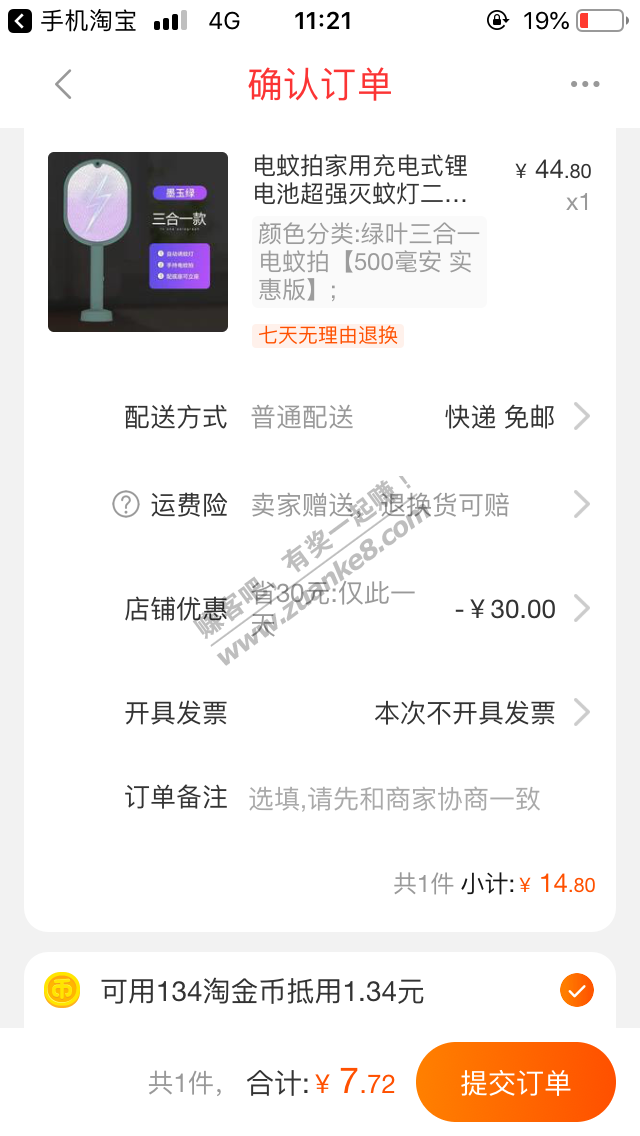 手机淘宝 4G 11:21 19%
确认订单
电蚊拍家用充电式锂
电池超强灭蚊灯二...
¥ 44.80
x1
颜色分类:绿叶三合一
电蚊拍【500毫安 实
惠版】;
七天无理由退换
墨玉绿
三合一款
配送方式 普通配送 快递 免邮
运费险 卖家赠送，退换货可赔
店铺优惠 省30元:仅此一
天
-¥30.00
开具发票 本次不开具发票
订单备注 选填,请先和商家协商一致
共1件 小计:¥ 14.80
可用134淘金币抵用1.34元
共1件， 合计:¥ 7.72 提交订单
赚客吧，有奖一起赚！
www.zuanke8.com